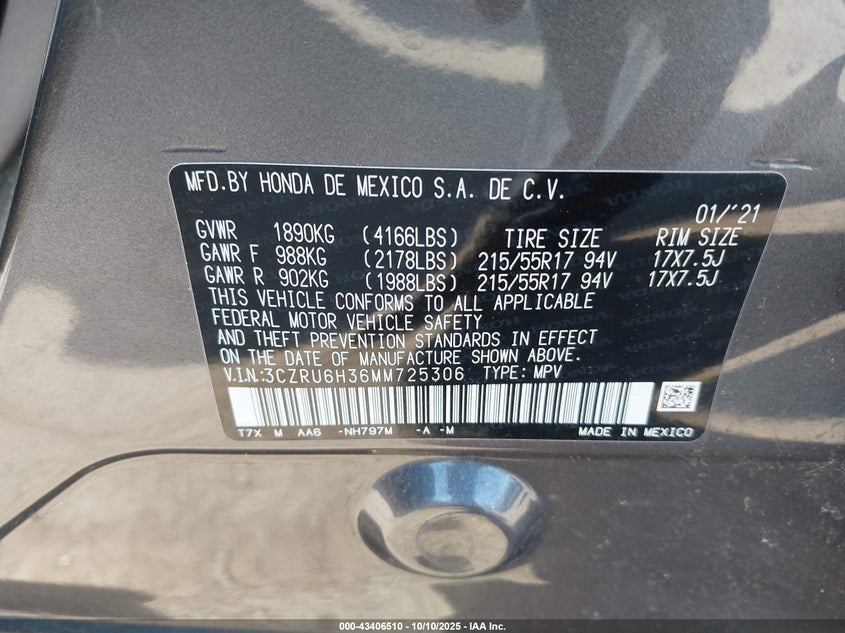 MFD.BY HONDA DE MEXICO S.A. DE C.V.
01/'21
GVWR 1890KG (4166LBS) TIRE SIZE RIM SIZE
GAWR F 988KG (2178LBS) 215/55R17 94V 17X7.5J
GAWR R 902KG (1988LBS) 215/55R17 94V 17X7.5J
THIS VEHICLE CONFORMS TO ALL APPLICABLE
FEDERAL MOTOR VEHICLE SAFETY
AND THEFT PREVENTION STANDARDS IN EFFECT
ON THE DATE OF MANUFACTURE SHOWN ABOVE.
V.I.N.:3CZRU6H36MM725306 TYPE: MPV
T7X M AA6 -NH797M -A -M MADE IN MEXICO
000-43406510 - 10/10/2025 - IAA Inc.